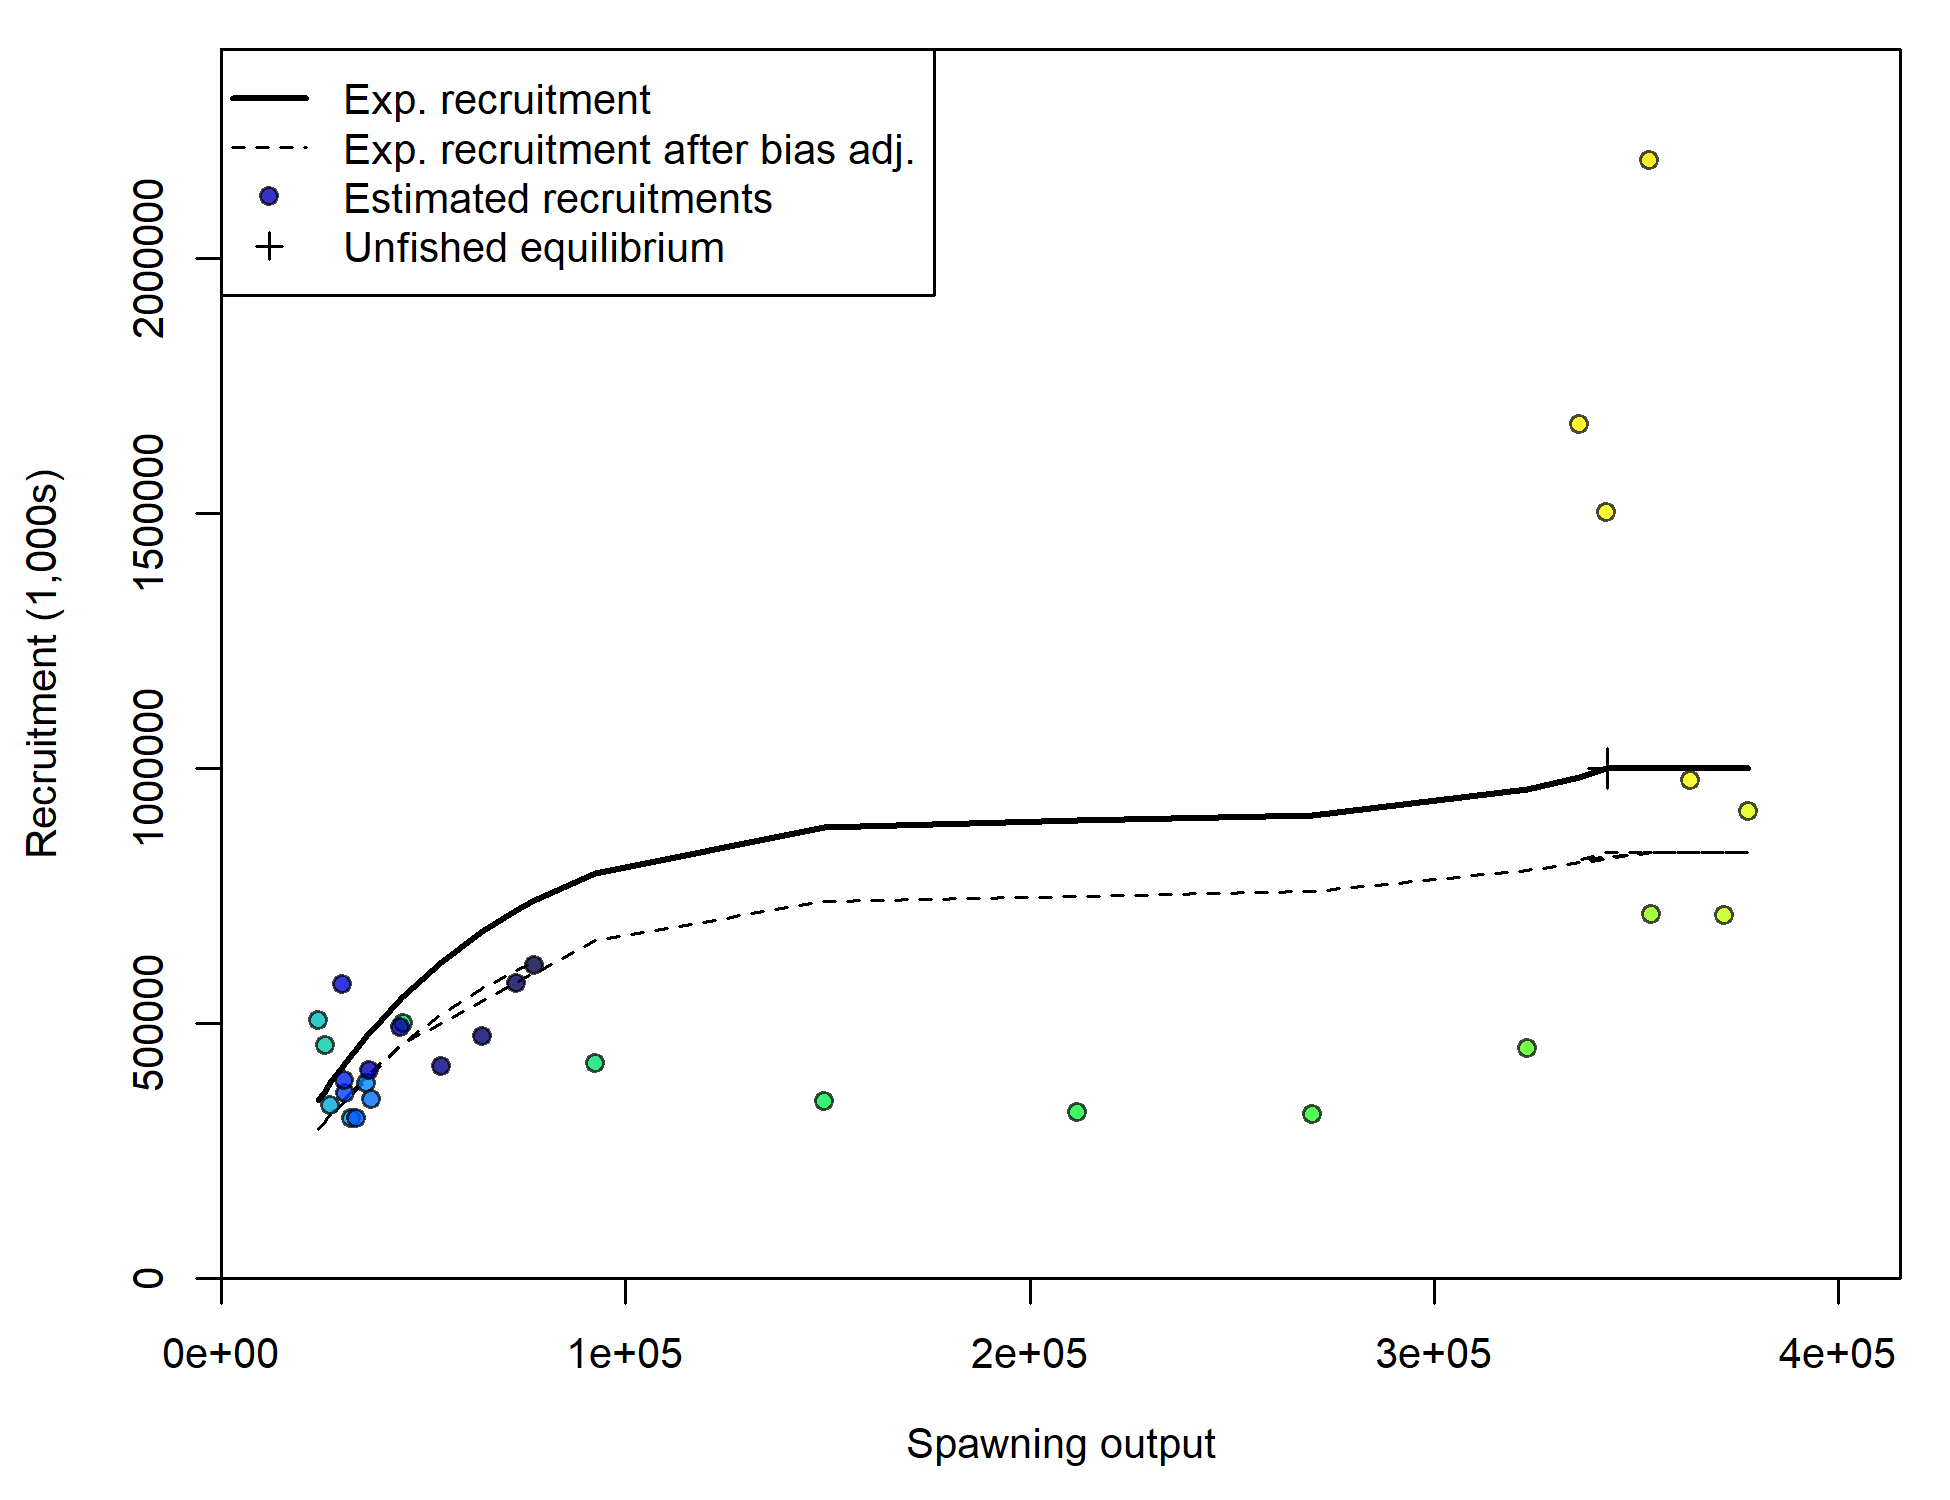 Exp. recruitment
Exp. recruitment after bias adj.
Estimated recruitments
Unfished equilibrium
Recruitment (1,000s)
2000000
1500000
1000000
500000
0
0e+00 1e+05 2e+05 3e+05 4e+05
Spawning output